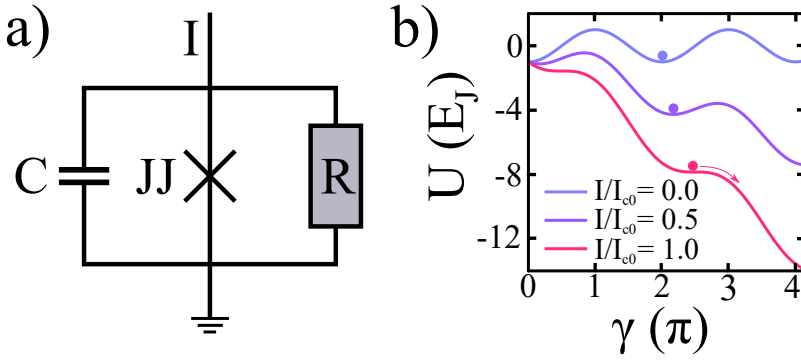 a)
I
C
JJ
R
b)
U (E_J)
0
-4
-8
-12
I/I_c0= 0.0
I/I_c0= 0.5
I/I_c0= 1.0
0
1
2
3
4
γ (π)